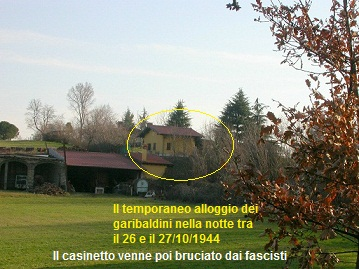 Il temporaneo alloggio dei
garibaldini nella notte tra
il 26 e il 27/10/1944
Il casinetto venne poi bruciato dai fascisti